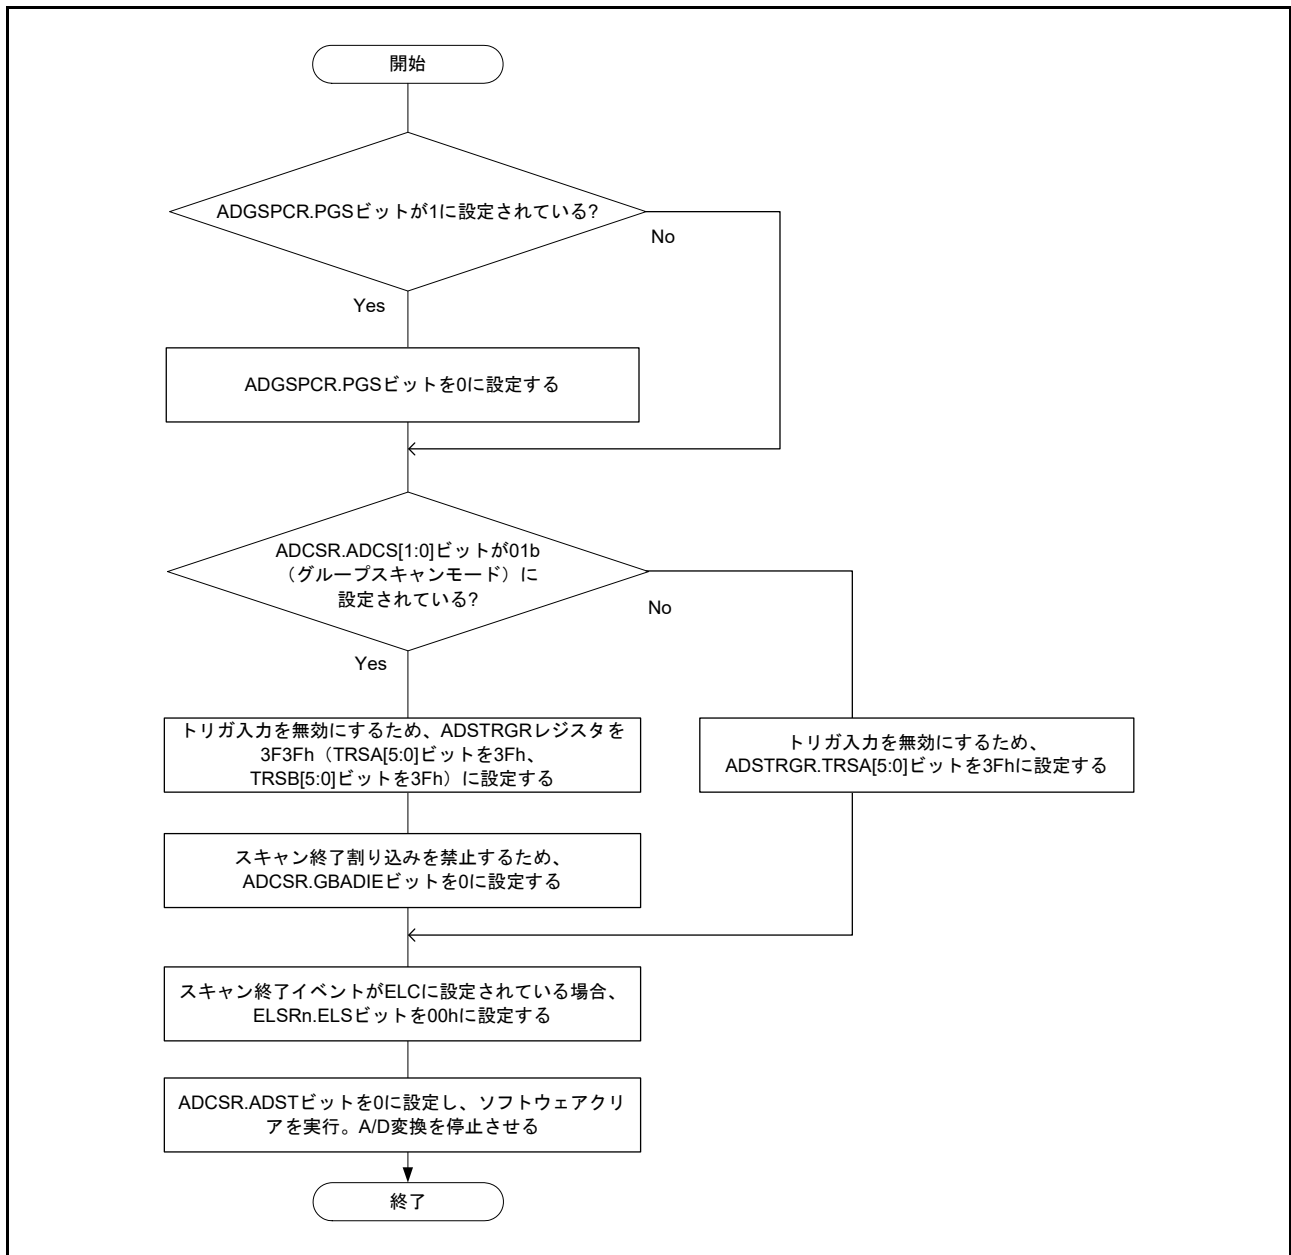 開始
ADGSPCR.PGSビットが1に設定されている?
No
Yes
ADGSPCR.PGSビットを0に設定する
ADCSR.ADCS[1:0]ビットが01b
（グループスキャンモード）に
設定されている?
No
Yes
トリガ入力を無効にするため、ADSTRGRレジスタを
3F3Fh（TRSA[5:0]ビットを3Fh、
TRSB[5:0]ビットを3Fh）に設定する
トリガ入力を無効にするため、
ADSTRGR.TRSA[5:0]ビットを3Fhに設定する
スキャン終了割り込みを禁止するため、
ADCSR.GBADIEビットを0に設定する
スキャン終了イベントがELCに設定されている場合、
ELSRn.ELSビットを00hに設定する
ADCSR.ADSTビットを0に設定し、ソフトウェアクリ
アを実行。A/D変換を停止させる
終了